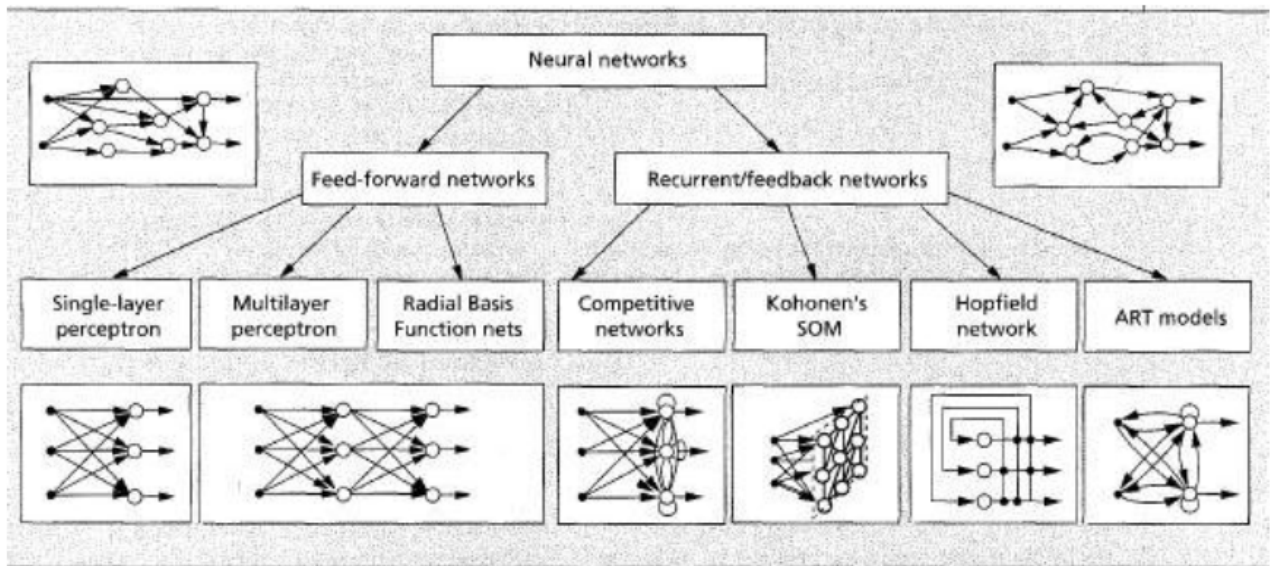 Neural networks
Feed-forward networks
Recurrent/feedback networks
Single-layer
perceptron
Multilayer
perceptron
Radial Basis
Function nets
Competitive
networks
Kohonen's
SOM
Hopfield
network
ART models